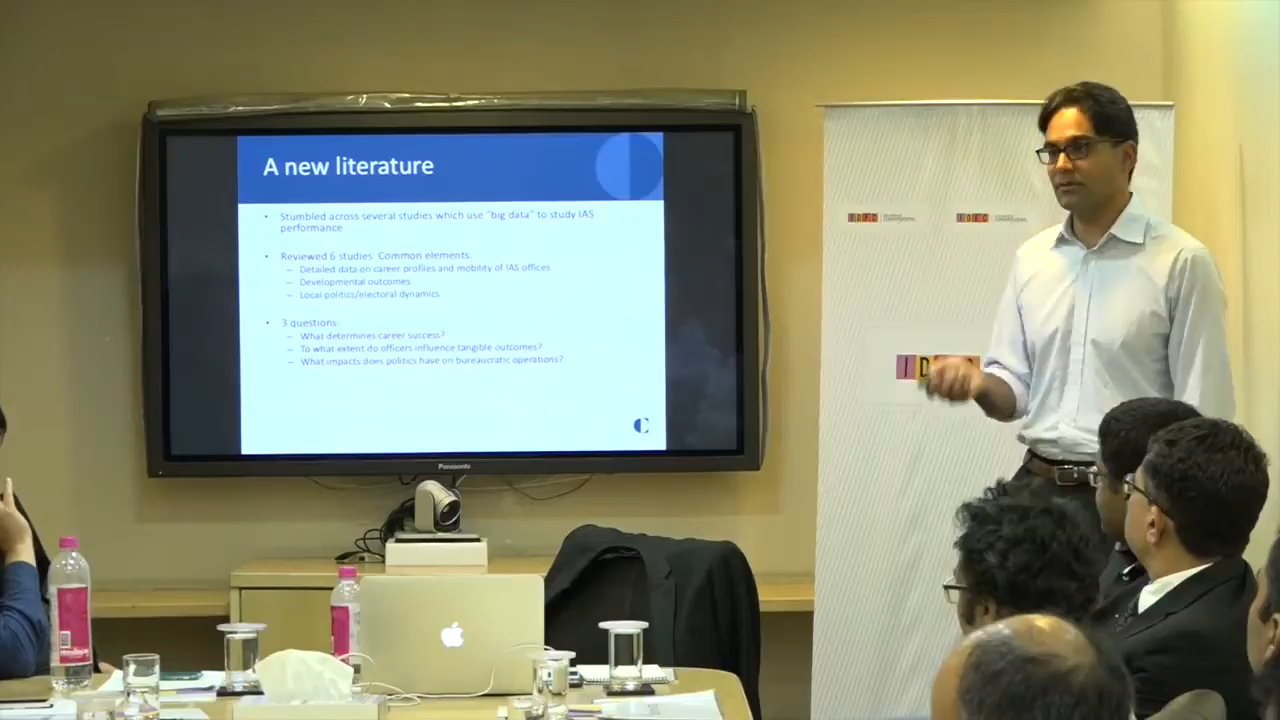 A new literature
• Stumbled across several studies which use "big data" to study IAS
performance
• Reviewed 6 studies. Common elements:
– Detailed data on career profiles and mobility of IAS offices
– Developmental outcomes
– Local politics/electoral dynamics
• 3 questions:
– What determines career success?
– To what extent do officers influence tangible outcomes?
– What impacts does politics have on bureaucratic operations?
Panasonic
IDFC
IDFC
I D